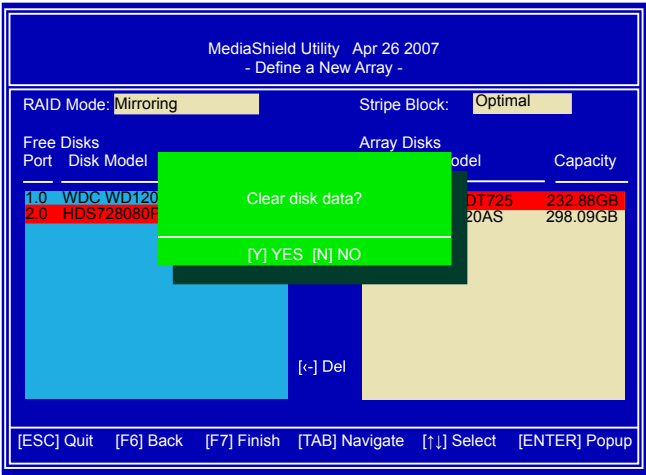 MediaShield Utility Apr 26 2007
- Define a New Array -
RAID Mode: Mirroring Stripe Block: Optimal
Free Disks Array Disks
Port Disk Model odel Capacity
1.0 WDC WD120 DT725 232.88GB
2.0 HDS728080P 20AS 298.09GB
Clear disk data?
[Y] YES [N] NO
[‹-] Del
[ESC] Quit [F6] Back [F7] Finish [TAB] Navigate [↑↓] Select [ENTER] Popup